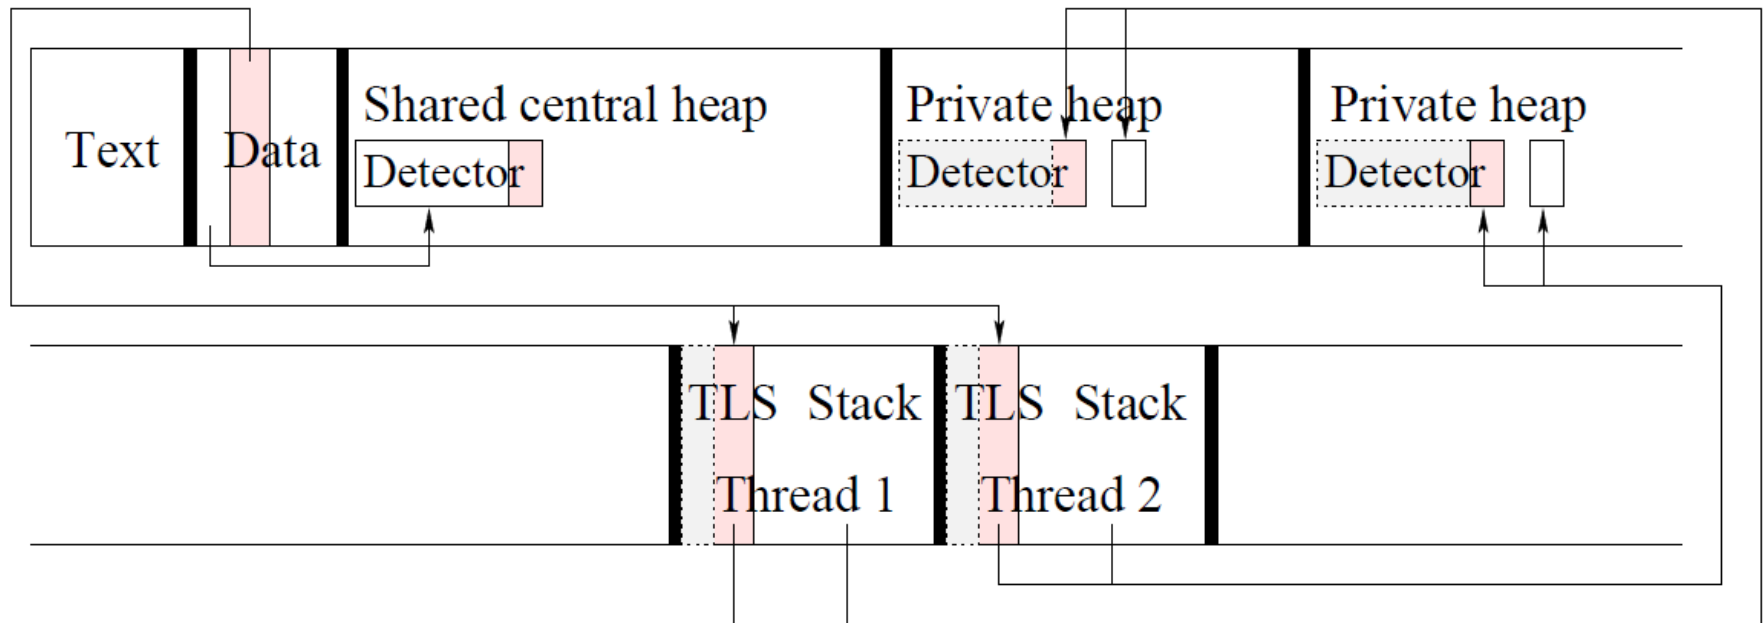 Text
Data
Shared central heap
Detector
Private heap
Detector
Private heap
Detector
TLS Stack
Thread 1
TLS Stack
Thread 2